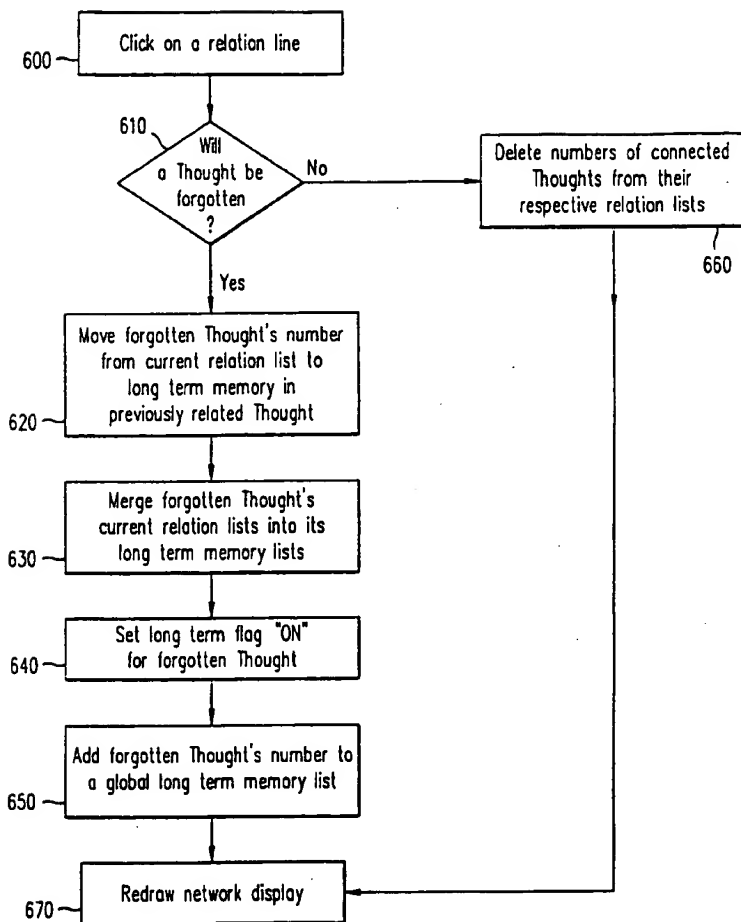 Click on a relation line
600
610
Will
a Thought be
forgotten
?
No
Delete numbers of connected
Thoughts from their
respective relation lists
660
Yes
Move forgotten Thought's number
from current relation list to
long term memory in
previously related Thought
620
Merge forgotten Thought's
current relation lists into its
long term memory lists
630
Set long term flag "ON"
for forgotten Thought
640
Add forgotten Thought's number to
a global long term memory list
650
Redraw network display
670